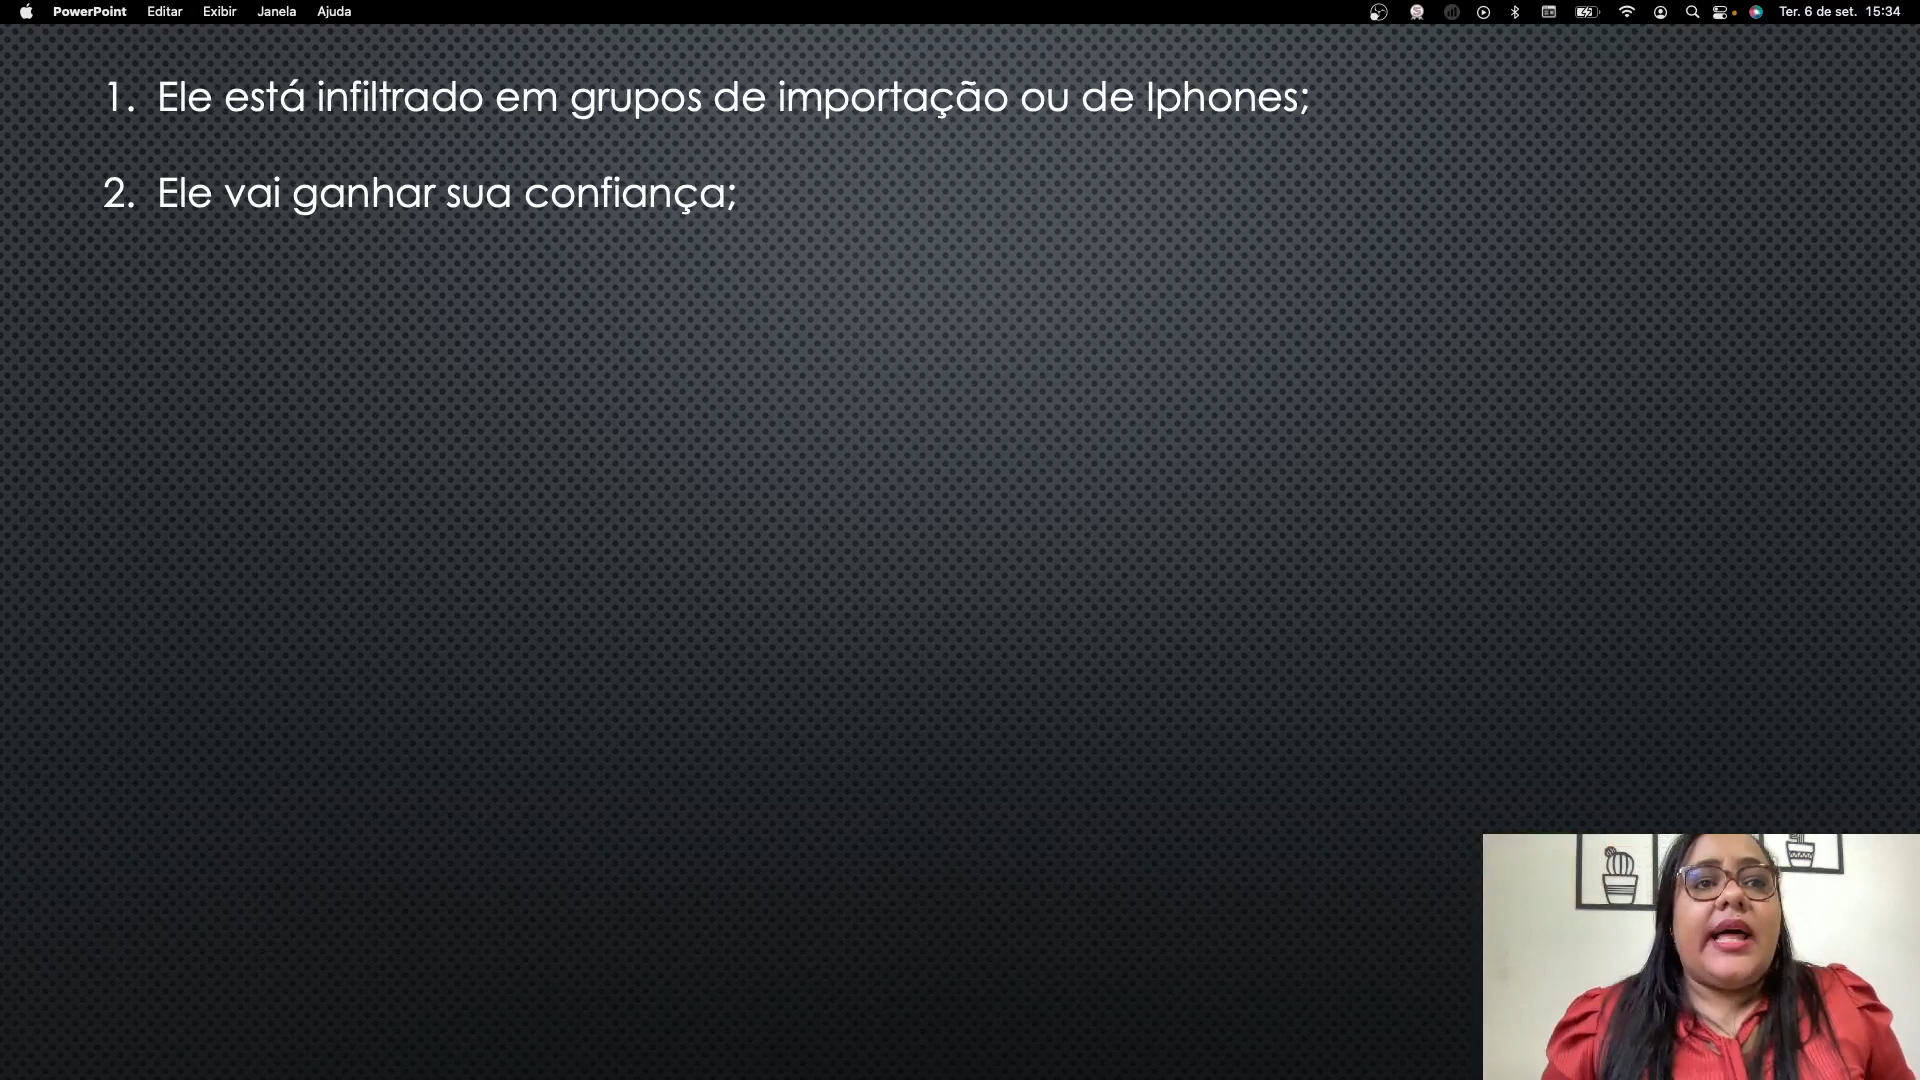 PowerPoint Editar Exibir Janela Ajuda Ter. 6 de set. 15:34
1. Ele está infiltrado em grupos de importação ou de Iphones;
2. Ele vai ganhar sua confiança;